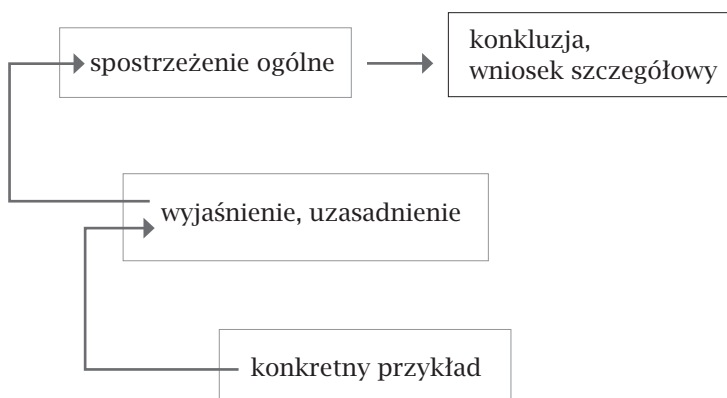 spostrzeżenie ogólne
konkluzja,
wniosek szczegółowy
wyjaśnienie, uzasadnienie
konkretny przykład